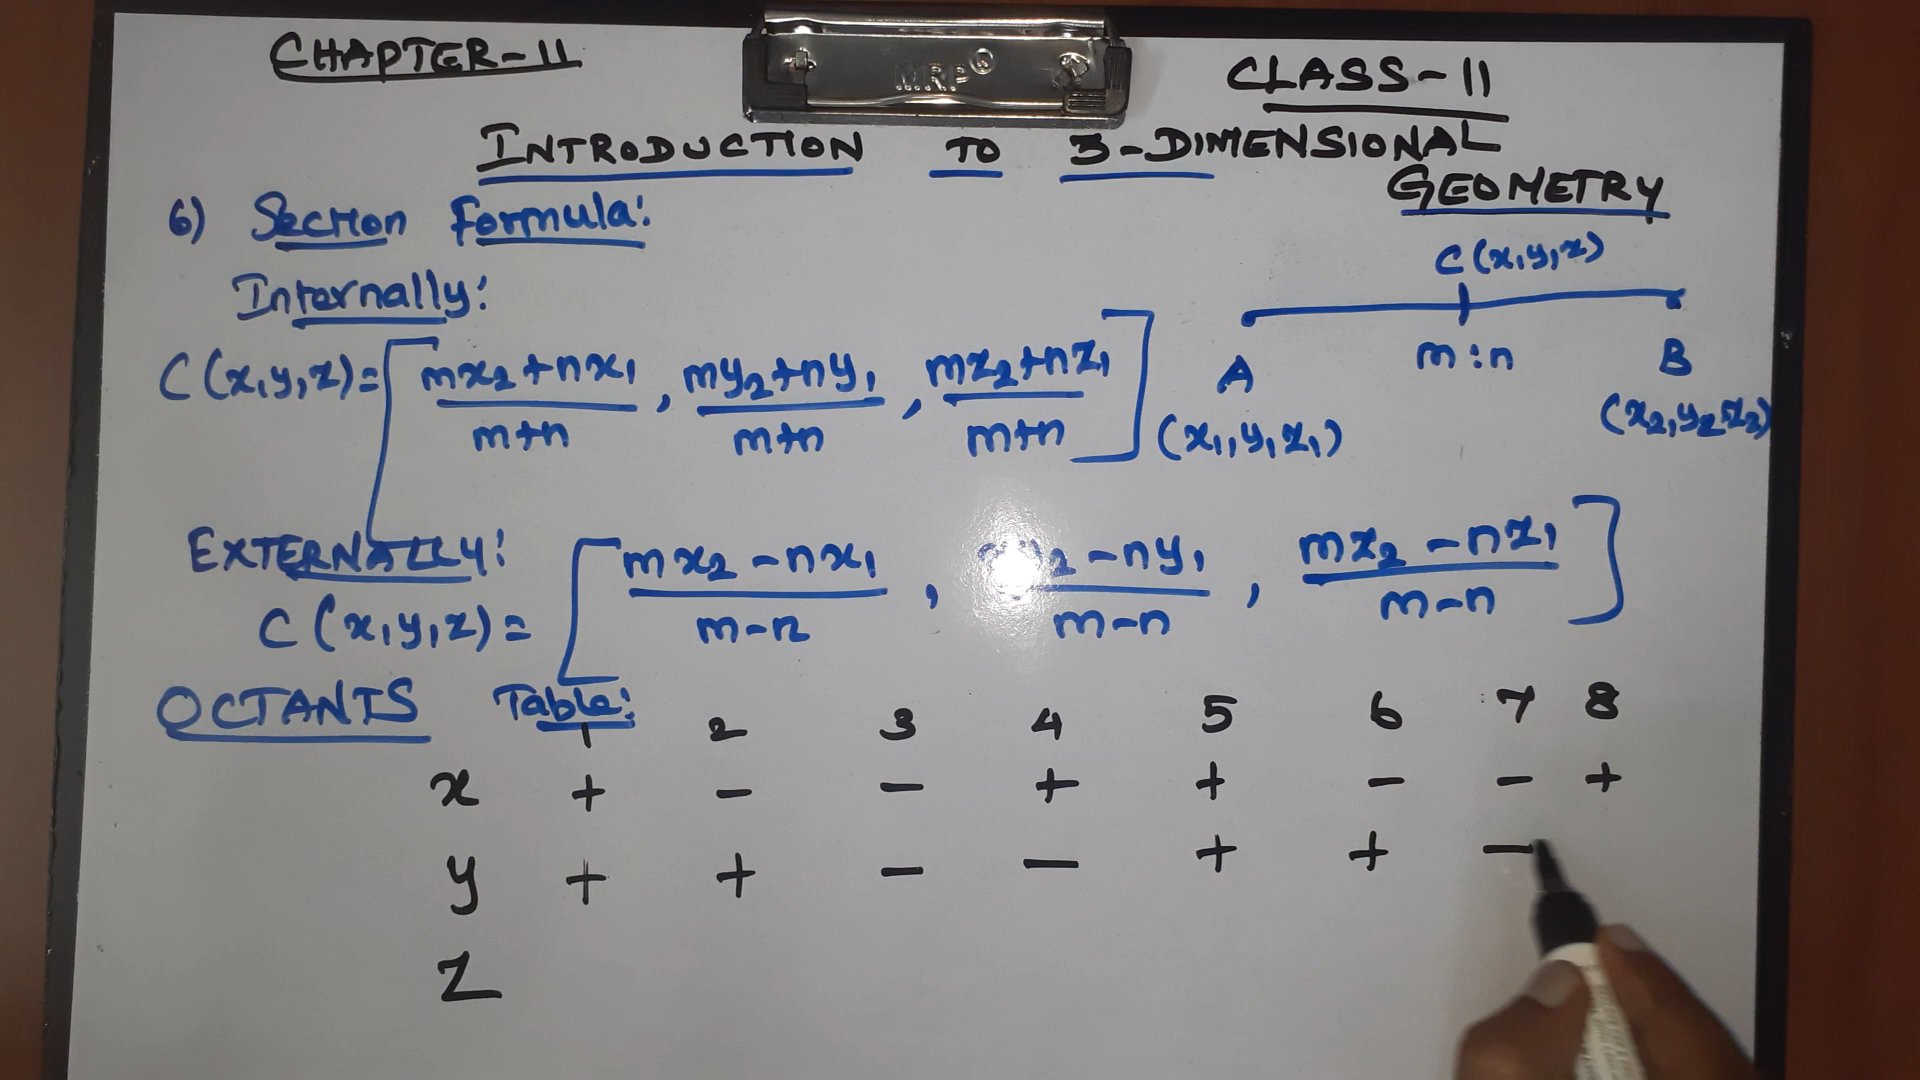 MRP®
CHAPTER-11
CLASS-11
INTRODUCTION TO 3-DIMENSIONAL
GEOMETRY
6) Section Formula:
C(x,y,z)
Internally:
C(x,y,z)=[ mx₂+nx₁ / m+n , my₂+ny₁ / m+n , mz₂+nz₁ / m+n ]
A m:n B
(x₁,y₁,z₁) (x₂,y₂,z₂)
EXTERNALLY:
C(x,y,z)=[ mx₂-nx₁ / m-n , ₂-ny₁ / m-n , mz₂-nz₁ / m-n ]
OCTANTS Table:
1 2 3 4 5 6 7 8
x + - - + + - - +
y + + - - + + -
z